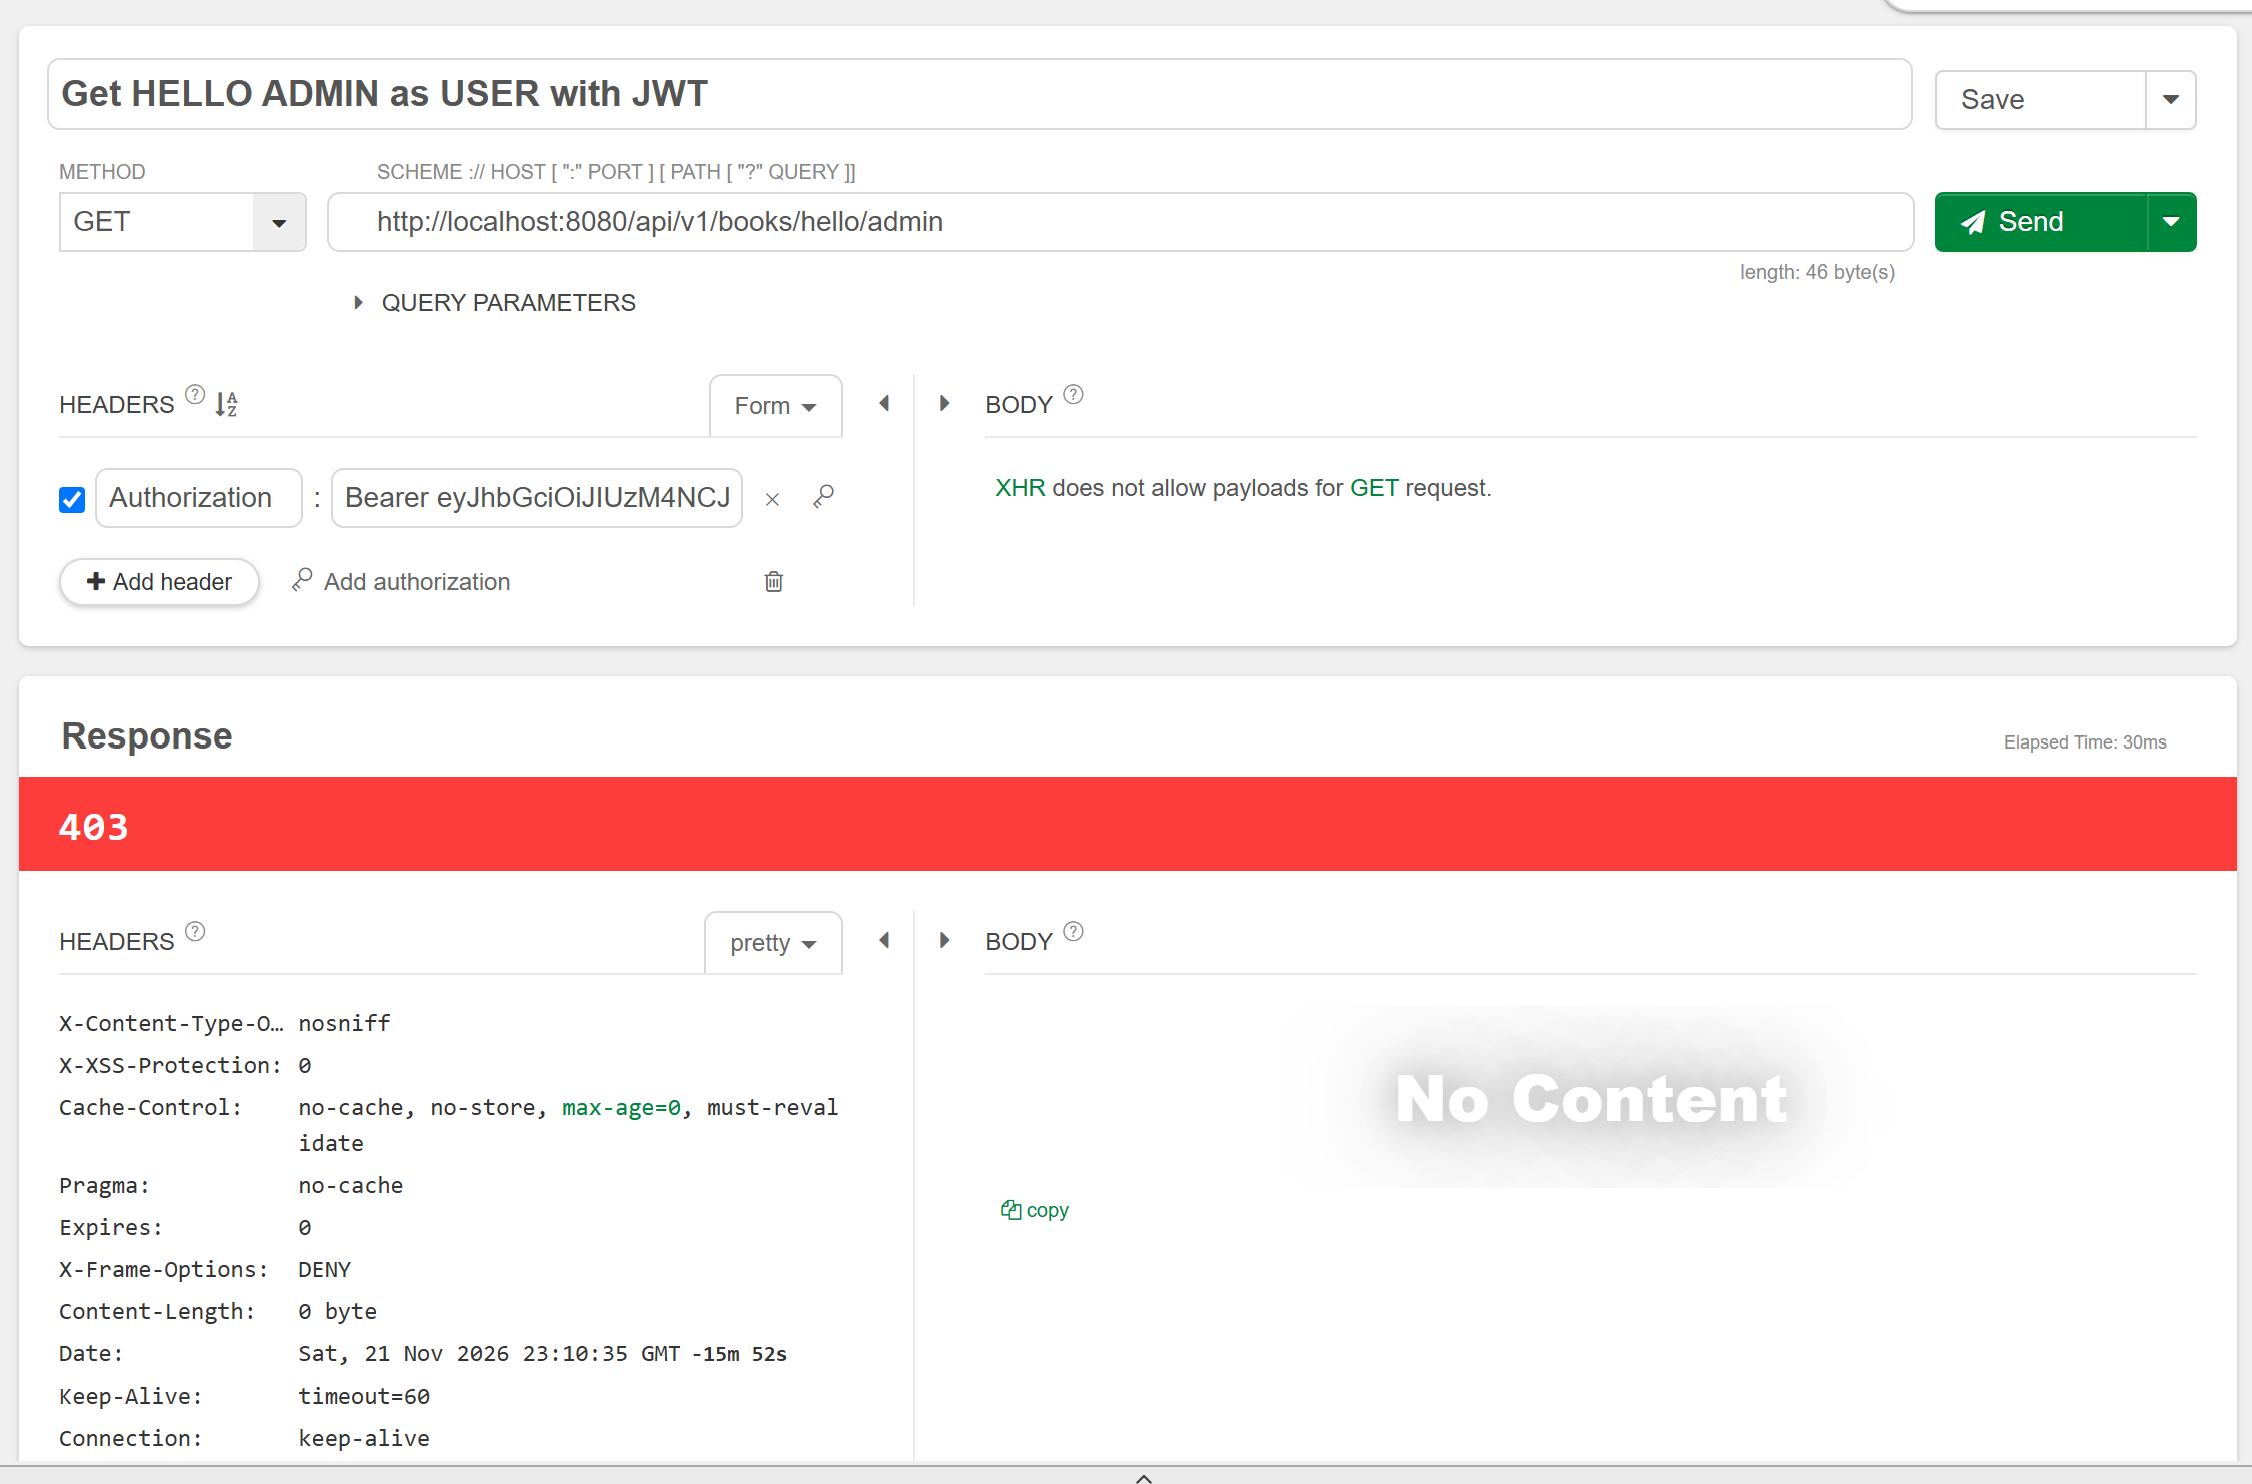 Get HELLO ADMIN as USER with JWT
Save
METHOD
SCHEME :// HOST [ ":" PORT ] [ PATH [ "?" QUERY ]]
GET
http://localhost:8080/api/v1/books/hello/admin
Send
length: 46 byte(s)
QUERY PARAMETERS
HEADERS ? A Z
Form
BODY ?
Authorization : Bearer eyJhbGciOiJIUzM4NCJ
XHR does not allow payloads for GET request.
Add header
Add authorization
Response
Elapsed Time: 30ms
403
HEADERS ?
pretty
BODY ?
X-Content-Type-O… nosniff
X-XSS-Protection: 0
Cache-Control: no-cache, no-store, max-age=0, must-reval
idate
Pragma: no-cache
Expires: 0
X-Frame-Options: DENY
Content-Length: 0 byte
Date: Sat, 21 Nov 2026 23:10:35 GMT -15m 52s
Keep-Alive: timeout=60
Connection: keep-alive
No Content
copy